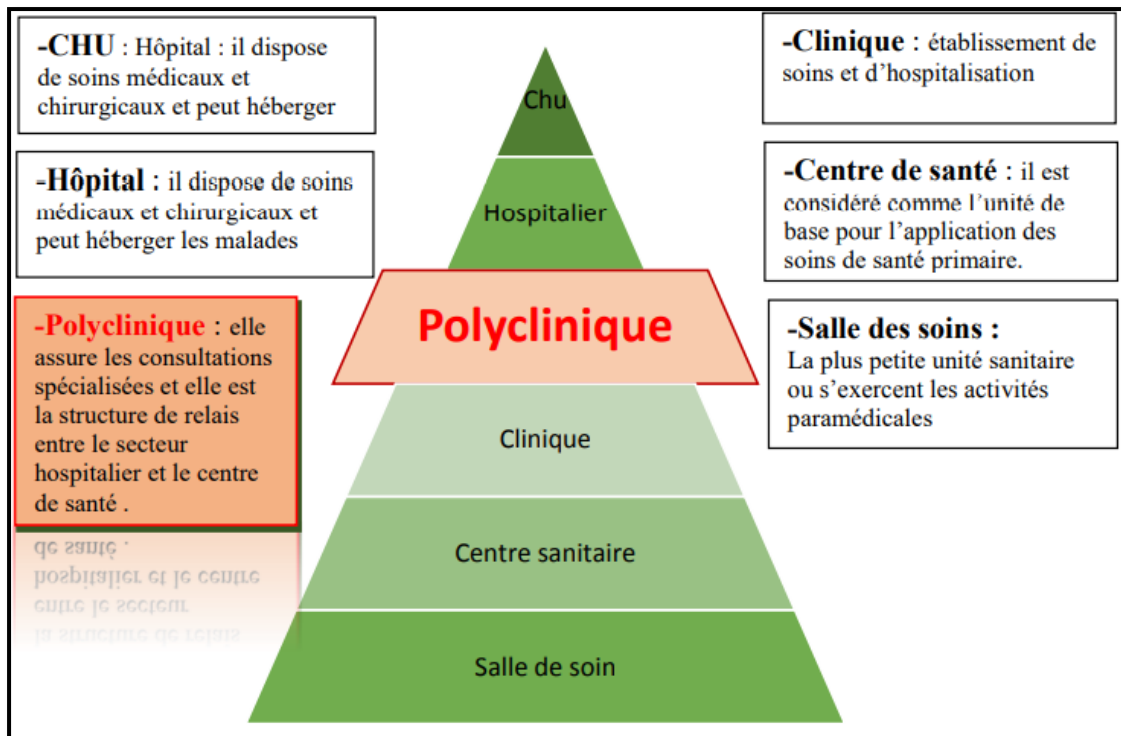 -CHU : Hôpital : il dispose
de soins médicaux et
chirurgicaux et peut héberger
-Hôpital : il dispose de soins
médicaux et chirurgicaux et
peut héberger les malades
-Polyclinique : elle
assure les consultations
spécialisées et elle est
la structure de relais
entre le secteur
hospitalier et le centre
de santé .
Chu
Hospitalier
Polyclinique
Clinique
Centre sanitaire
Salle de soin
-Clinique : établissement de
soins et d’hospitalisation
-Centre de santé : il est
considéré comme l’unité de
base pour l’application des
soins de santé primaire.
-Salle des soins :
La plus petite unité sanitaire
ou s’exercent les activités
paramédicales